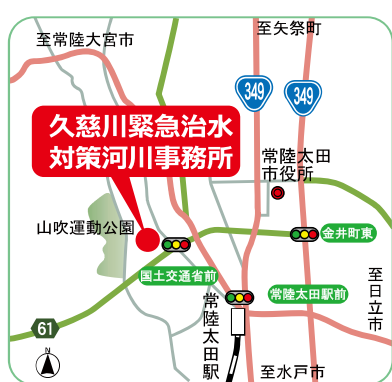 至常陸大宮市
至矢祭町
349
349
久慈川緊急治水
対策河川事務所
常陸太田
市役所
山吹運動公園
金井町東
国土交通省前
至日立市
常陸太田駅前
常陸太田駅
61
N
至水戸市